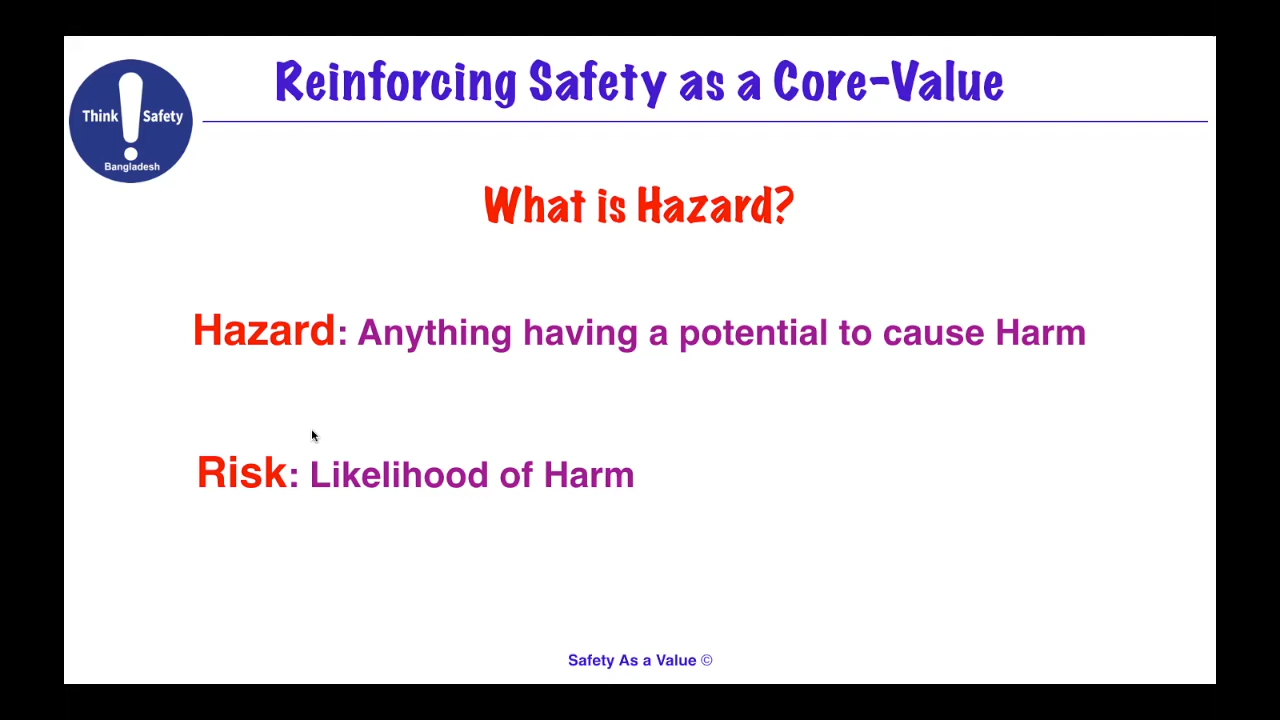 Reinforcing Safety as a Core-Value
Think Safety
Bangladesh
What is Hazard?
Hazard: Anything having a potential to cause Harm
Risk: Likelihood of Harm
Safety As a Value ©